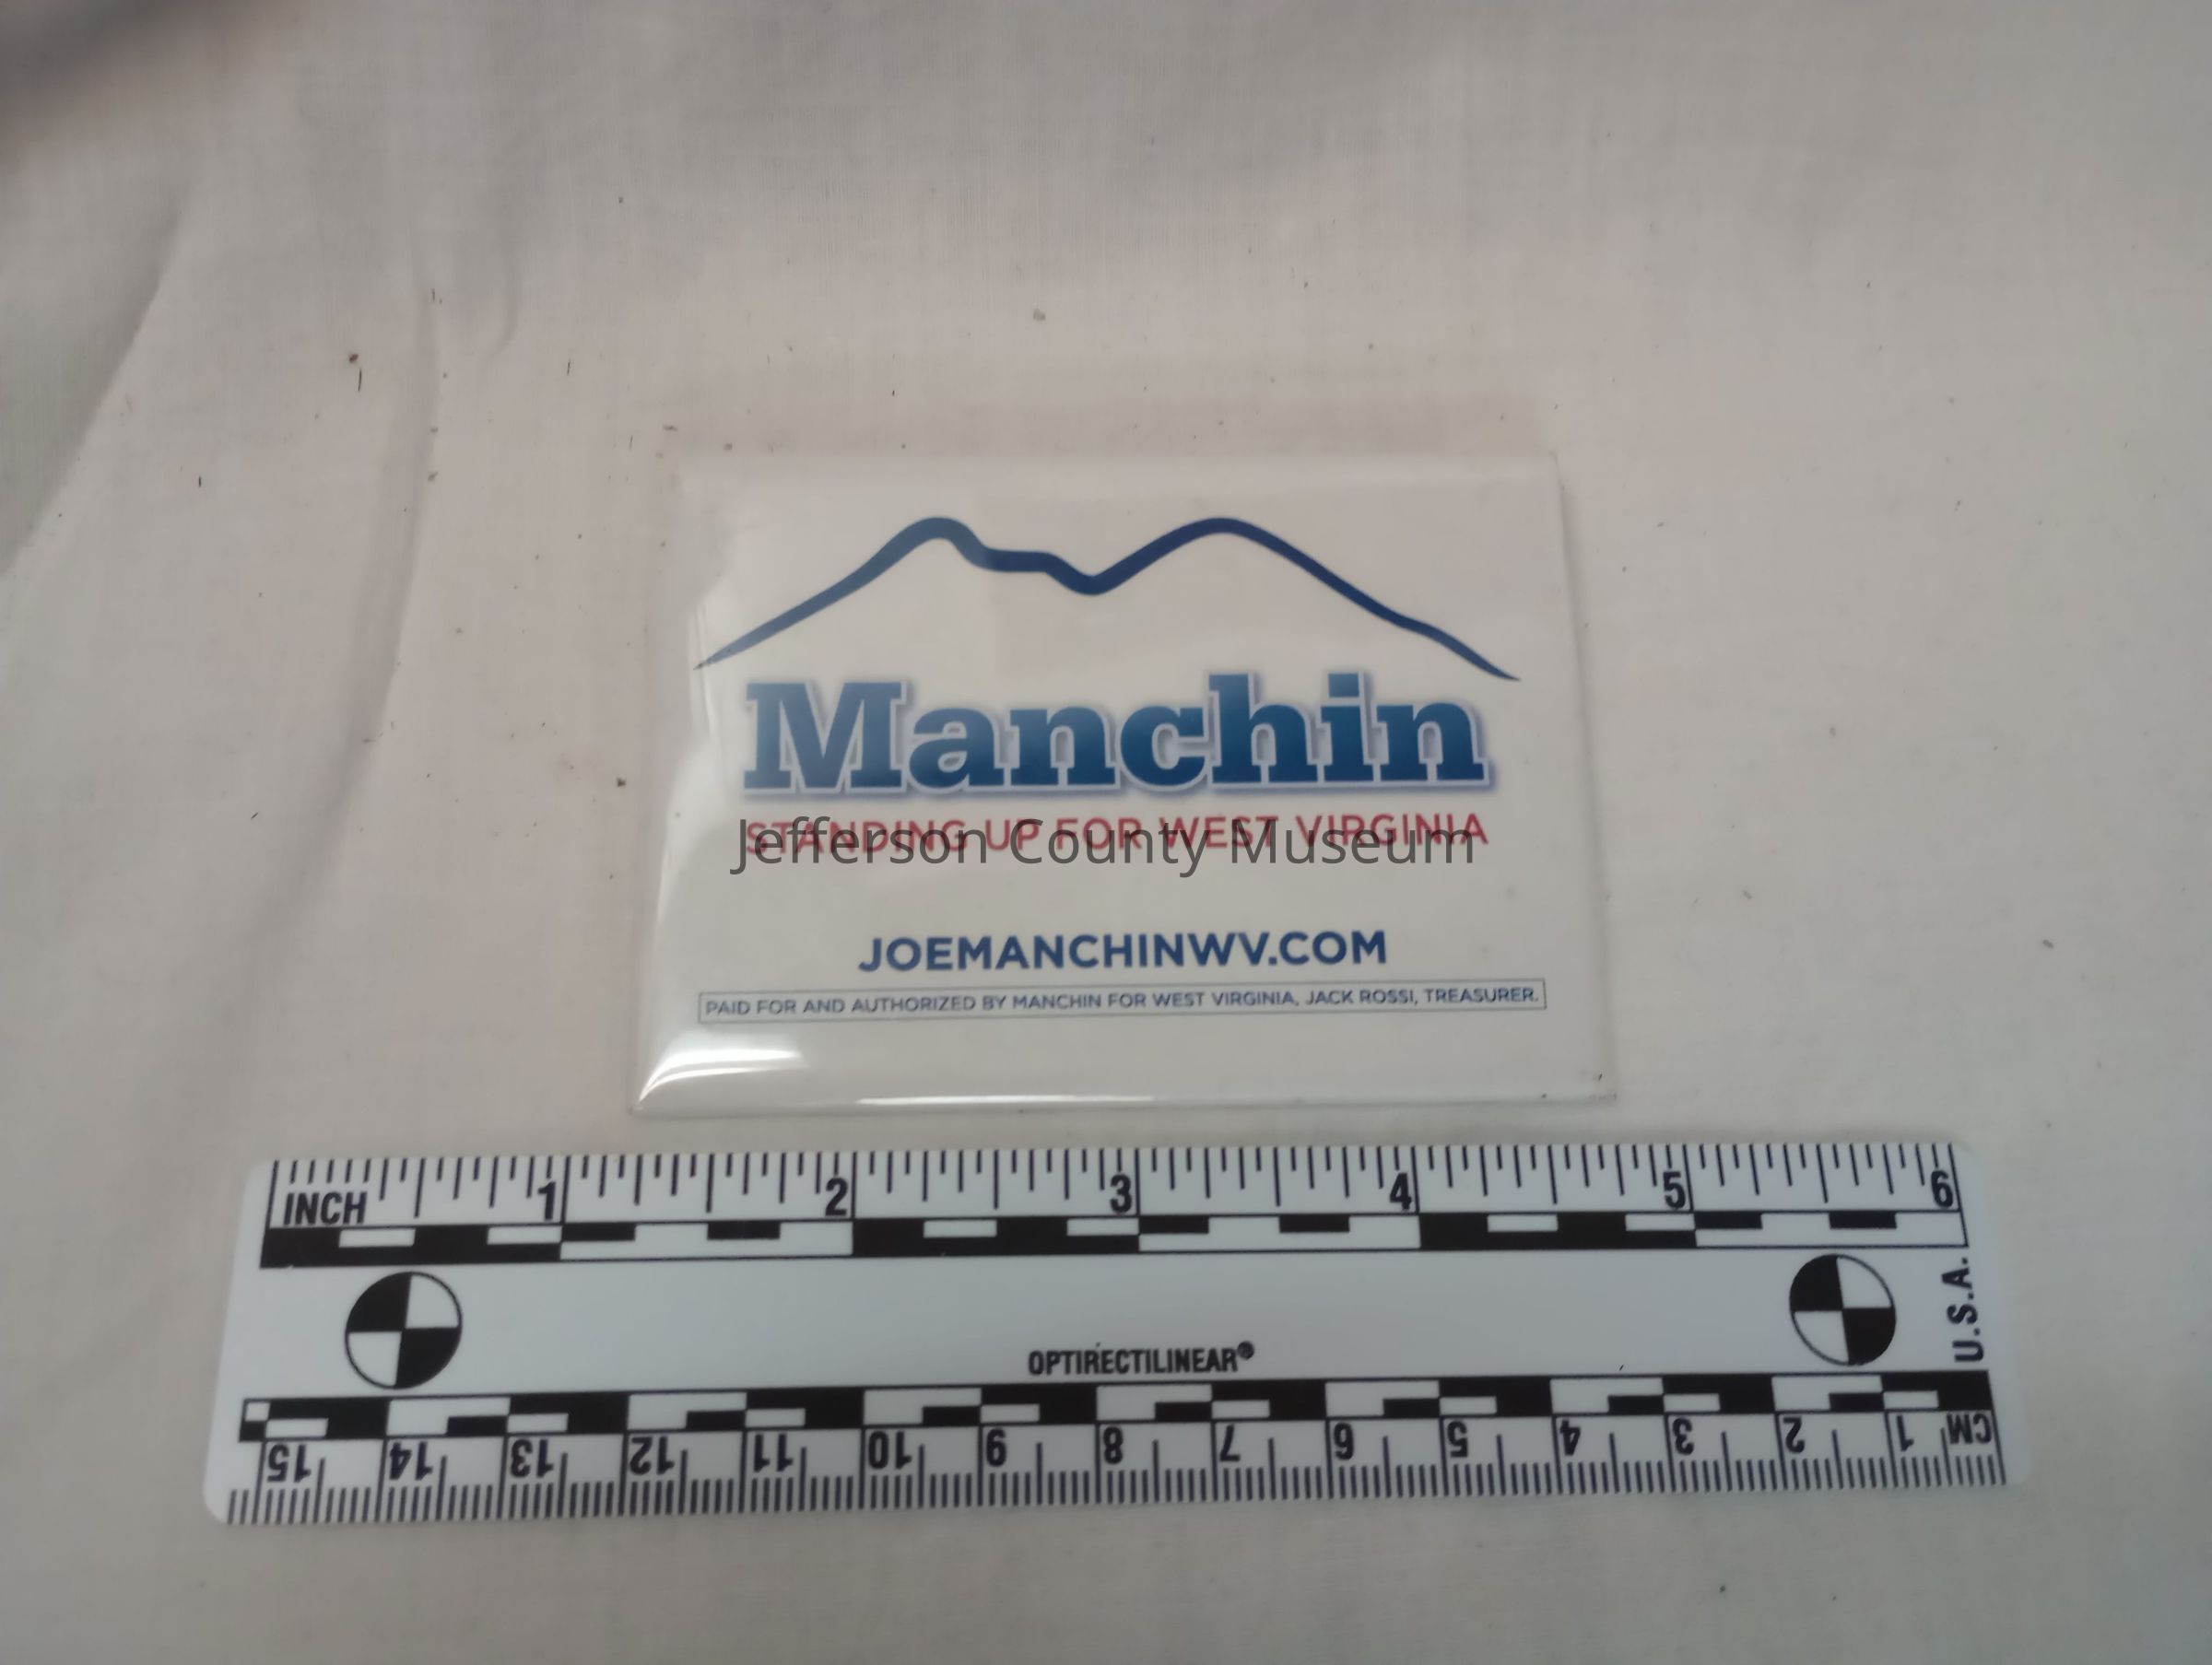 Manchin
STANDING UP FOR WEST VIRGINIA
Jefferson County Museum
JOEMANCHINWV.COM
PAID FOR AND AUTHORIZED BY MANCHIN FOR WEST VIRGINIA, JACK ROSSI, TREASURER.
INCH 1 2 3 4 5 6
U.S.A.
OPTIRECTILINEAR®
15 14 13 12 11 10 9 8 7 6 5 4 3 2 1 CM